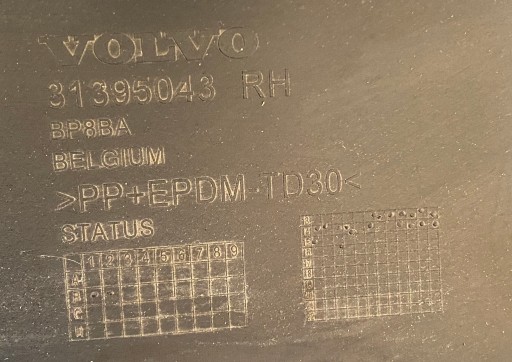 VOLVO
31395043 RH
BP8BA
BELGIUM
>PP+EPDM-TD30<
STATUS
1 2 3 4 5 6 7 8 9
A
B
C